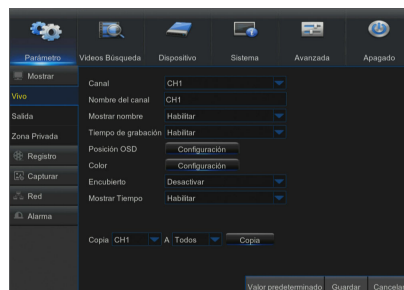 Parámetro Vídeos Búsqueda Dispositivo Sistema Avanzada Apagado
Mostrar
Vivo
Salida
Zona Privada
Registro
Capturar
Red
Alarma
Canal CH1
Nombre del canal CH1
Mostrar nombre Habilitar
Tiempo de grabación Habilitar
Posición OSD Configuración
Color Configuración
Encubierto Desactivar
Mostrar Tiempo Habilitar
Copia CH1 A Todos Copia
Valor predeterminado Guardar Cancelar